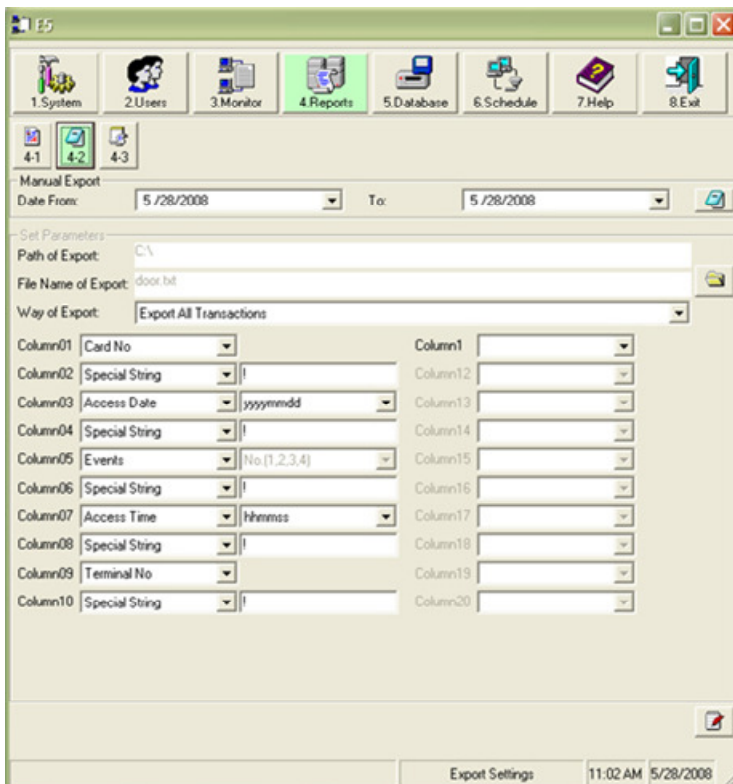 E5
1.System 2.Users 3.Monitor 4.Reports 5.Database 6.Schedule 7.Help 8.Exit
4-1 4-2 4-3
Manual Export
Date From: 5 /28/2008 To: 5 /28/2008
Set Parameters
Path of Export: C:\
File Name of Export: door.txt
Way of Export: Export All Transactions
Column01 Card No Column1
Column02 Special String ! Column12
Column03 Access Date yyyymmdd Column13
Column04 Special String ! Column14
Column05 Events No.(1,2,3,4) Column15
Column06 Special String ! Column16
Column07 Access Time hhmmss Column17
Column08 Special String ! Column18
Column09 Terminal No Column19
Column10 Special String ! Column20
Export Settings 11:02 AM 5/28/2008